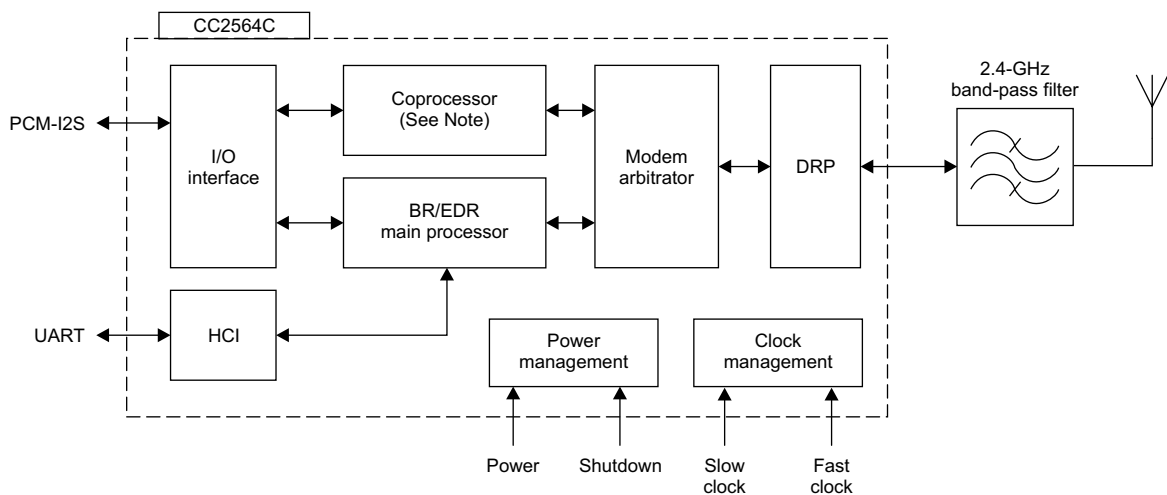 CC2564C
2.4-GHz
band-pass filter
PCM-I2S
I/O
interface
Coprocessor
(See Note)
BR/EDR
main processor
Modem
arbitrator
DRP
UART
HCI
Power
management
Clock
management
Power
Shutdown
Slow
clock
Fast
clock